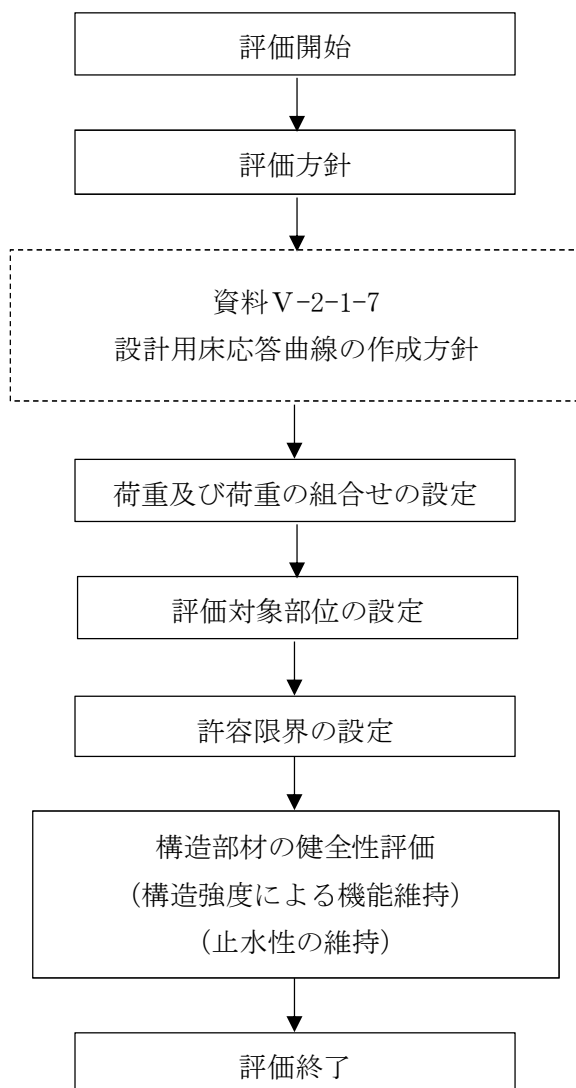 評価開始
評価方針
資料Ⅴ-2-1-7
設計用床応答曲線の作成方針
荷重及び荷重の組合せの設定
評価対象部位の設定
許容限界の設定
構造部材の健全性評価
（構造強度による機能維持）
（止水性の維持）
評価終了